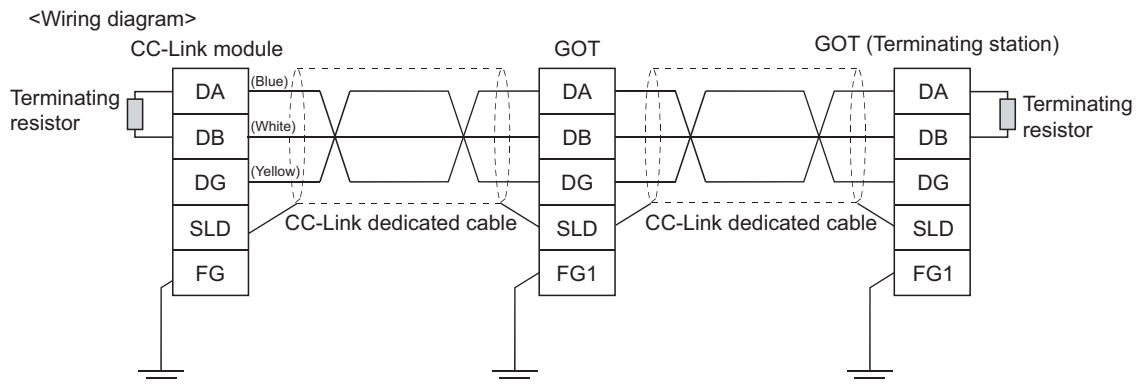 <Wiring diagram>
CC-Link module
GOT
GOT (Terminating station)
Terminating
resistor
DA
(Blue)
DA
DA
Terminating
resistor
DB
(White)
DB
DB
DG
(Yellow)
DG
DG
SLD
CC-Link dedicated cable
SLD
CC-Link dedicated cable
SLD
FG
FG1
FG1